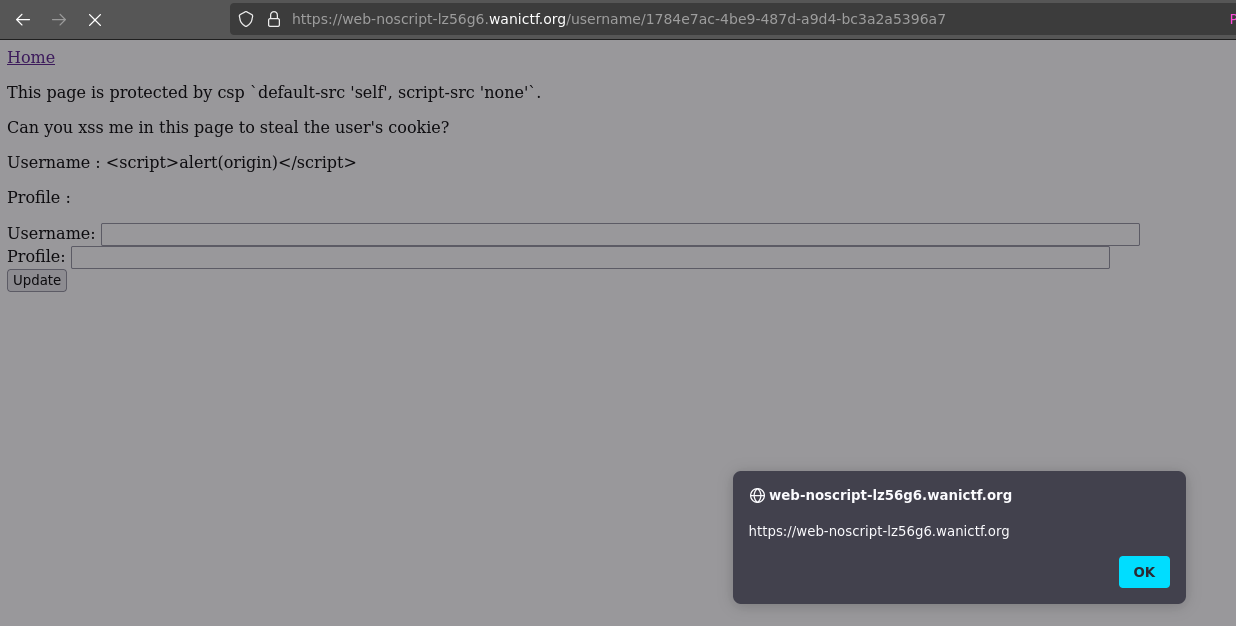 https://web-noscript-lz56g6.wanictf.org/username/1784e7ac-4be9-487d-a9d4-bc3a2a5396a7
Home
This page is protected by csp `default-src 'self', script-src 'none'`.
Can you xss me in this page to steal the user's cookie?
Username : <script>alert(origin)</script>
Profile :
Username:
Profile:
Update
web-noscript-lz56g6.wanictf.org
https://web-noscript-lz56g6.wanictf.org
OK